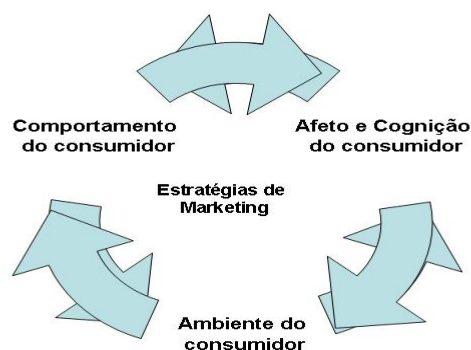 Comportamento
do consumidor
Afeto e Cognição
do consumidor
Estratégias de
Marketing
Ambiente do
consumidor